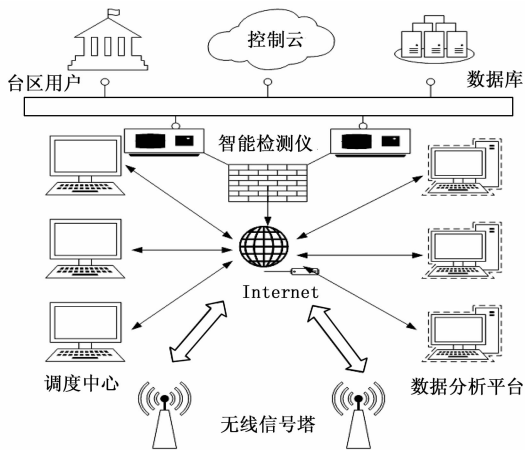 控制云
台区用户
数据库
智能检测仪
Internet
调度中心
数据分析平台
无线信号塔